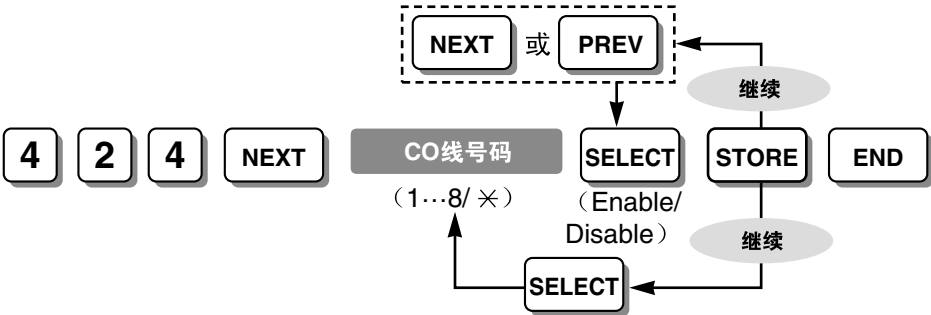 NEXT 或 PREV
继续
4 2 4 NEXT CO线号码 SELECT STORE END
(1···8/ ✳) (Enable/
Disable)
继续
SELECT